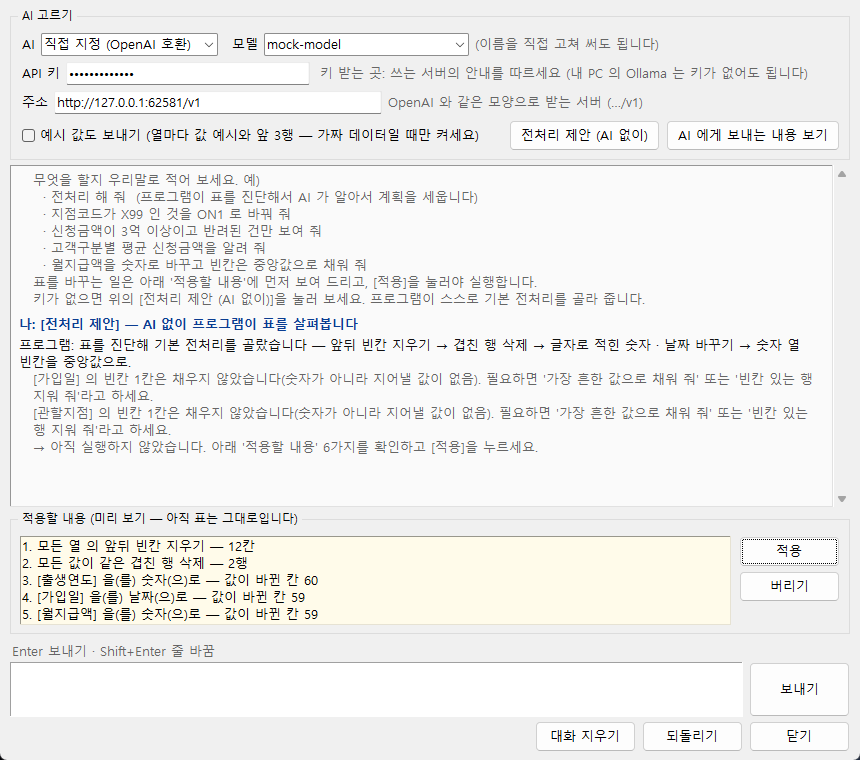 AI 고르기
AI 직접 지정 (OpenAI 호환) 모델 mock-model (이름을 직접 고쳐 써도 됩니다)
API 키 ••••••••••••• 키 받는 곳: 쓰는 서버의 안내를 따르세요 (내 PC 의 Ollama 는 키가 없어도 됩니다)
주소 http://127.0.0.1:62581/v1 OpenAI 와 같은 모양으로 받는 서버 (.../v1)
예시 값도 보내기 (열마다 값 예시와 앞 3행 — 가짜 데이터일 때만 켜세요) 전처리 제안 (AI 없이) AI 에게 보내는 내용 보기
무엇을 할지 우리말로 적어 보세요. 예)
· 전처리 해 줘 (프로그램이 표를 진단해서 AI 가 알아서 계획을 세웁니다)
· 지점코드가 X99 인 것을 ON1 로 바꿔 줘
· 신청금액이 3억 이상이고 반려된 건만 보여 줘
· 고객구분별 평균 신청금액을 알려 줘
· 월지급액을 숫자로 바꾸고 빈칸은 중앙값으로 채워 줘
표를 바꾸는 일은 아래 '적용할 내용'에 먼저 보여 드리고, [적용]을 눌러야 실행합니다.
키가 없으면 위의 [전처리 제안 (AI 없이)]을 눌러 보세요. 프로그램이 스스로 기본 전처리를 골라 줍니다.
나: [전처리 제안] — AI 없이 프로그램이 표를 살펴봅니다
프로그램: 표를 진단해 기본 전처리를 골랐습니다 — 앞뒤 빈칸 지우기 → 겹친 행 삭제 → 글자로 적힌 숫자 · 날짜 바꾸기 → 숫자 열
빈칸을 중앙값으로.
[가입일] 의 빈칸 1칸은 채우지 않았습니다(숫자가 아니라 지어낼 값이 없음). 필요하면 '가장 흔한 값으로 채워 줘' 또는 '빈칸 있는 행
지워 줘'라고 하세요.
[관할지점] 의 빈칸 1칸은 채우지 않았습니다(숫자가 아니라 지어낼 값이 없음). 필요하면 '가장 흔한 값으로 채워 줘' 또는 '빈칸 있는
행 지워 줘'라고 하세요.
→ 아직 실행하지 않았습니다. 아래 '적용할 내용' 6가지를 확인하고 [적용]을 누르세요.
적용할 내용 (미리 보기 — 아직 표는 그대로입니다)
1. 모든 열 의 앞뒤 빈칸 지우기 — 12칸
2. 모든 값이 같은 겹친 행 삭제 — 2행
3. [출생연도] 을(를) 숫자(으)로 — 값이 바뀐 칸 60
4. [가입일] 을(를) 날짜(으)로 — 값이 바뀐 칸 59
5. [월지급액] 을(를) 숫자(으)로 — 값이 바뀐 칸 59
적용
버리기
Enter 보내기 · Shift+Enter 줄 바꿈
보내기
대화 지우기 되돌리기 닫기